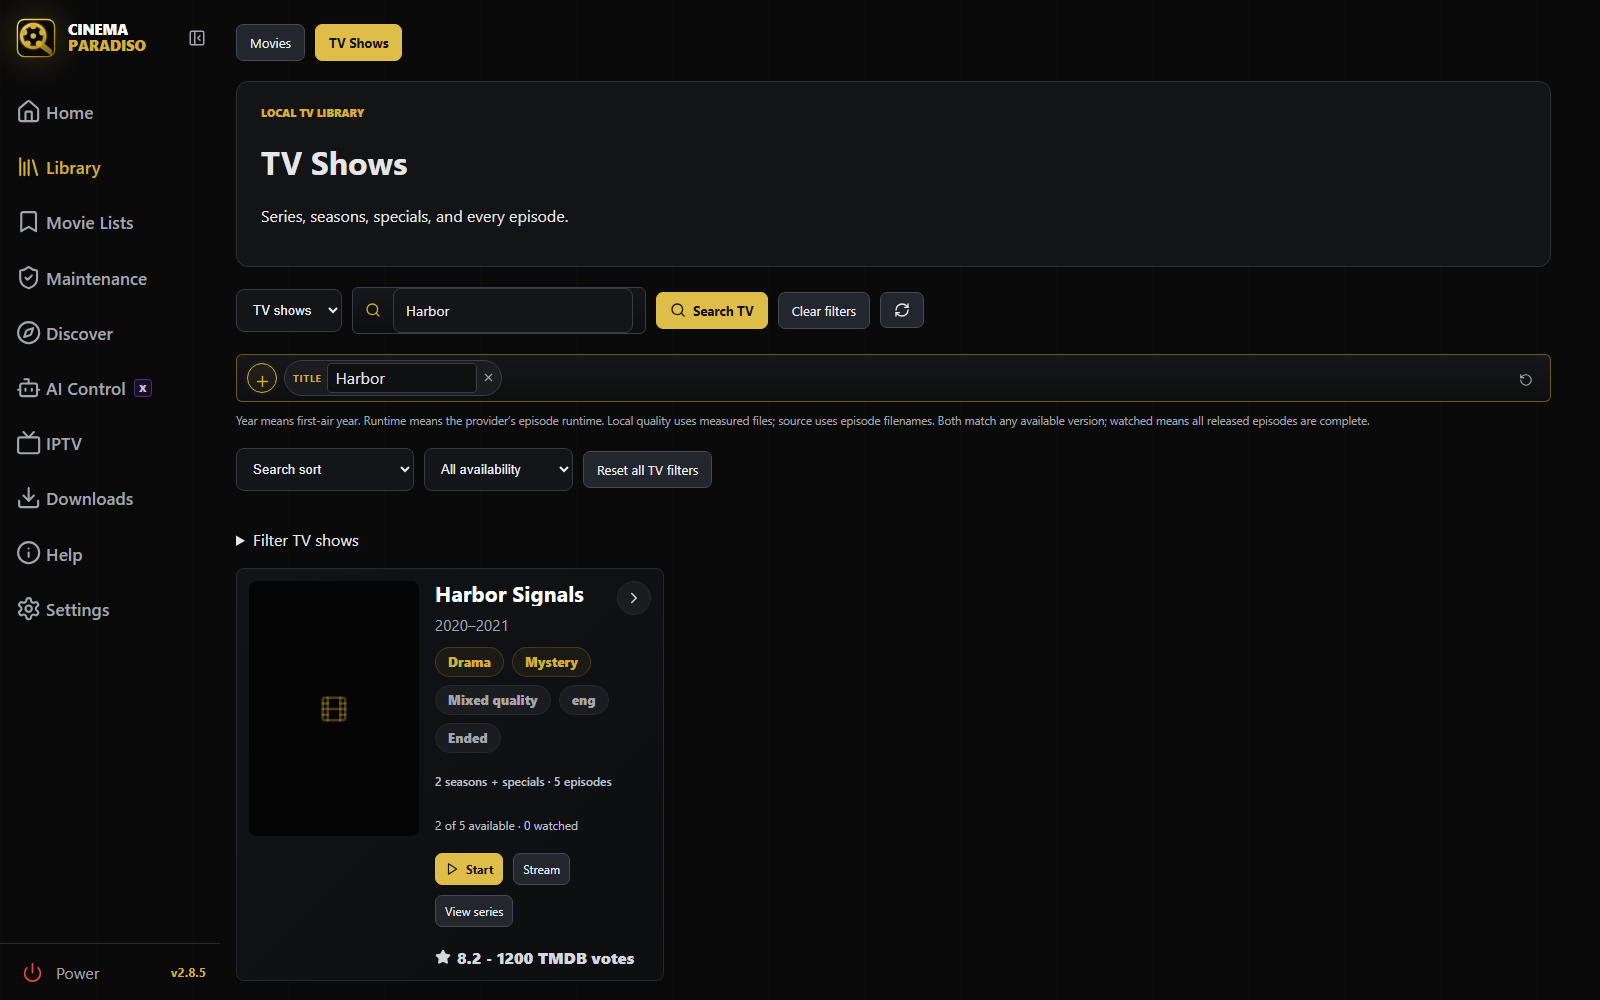 CINEMA
PARADISO
Home
Library
Movie Lists
Maintenance
Discover
AI Control x
IPTV
Downloads
Help
Settings
Power v2.8.5
Movies
TV Shows
LOCAL TV LIBRARY
TV Shows
Series, seasons, specials, and every episode.
TV shows
Harbor
Search TV
Clear filters
TITLE Harbor
Year means first-air year. Runtime means the provider's episode runtime. Local quality uses measured files; source uses episode filenames. Both match any available version; watched means all released episodes are complete.
Search sort
All availability
Reset all TV filters
Filter TV shows
Harbor Signals
2020–2021
Drama
Mystery
Mixed quality
eng
Ended
2 seasons + specials · 5 episodes
2 of 5 available · 0 watched
Start
Stream
View series
8.2 - 1200 TMDB votes